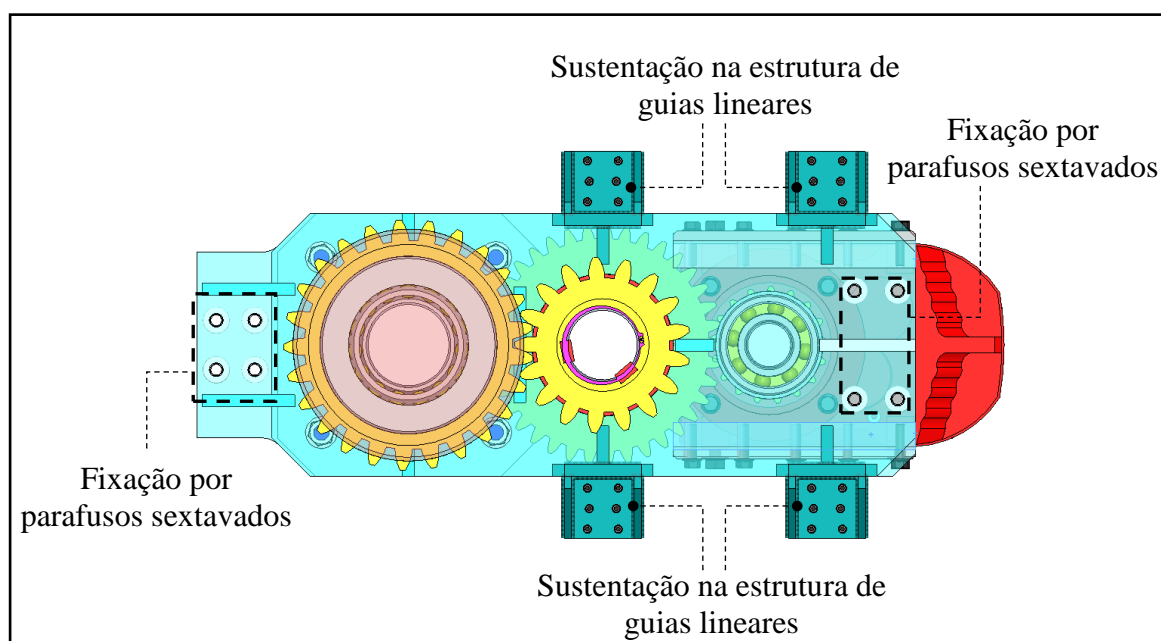 Sustentação na estrutura de
guias lineares
Fixação por
parafusos sextavados
Fixação por
parafusos sextavados
Sustentação na estrutura de
guias lineares